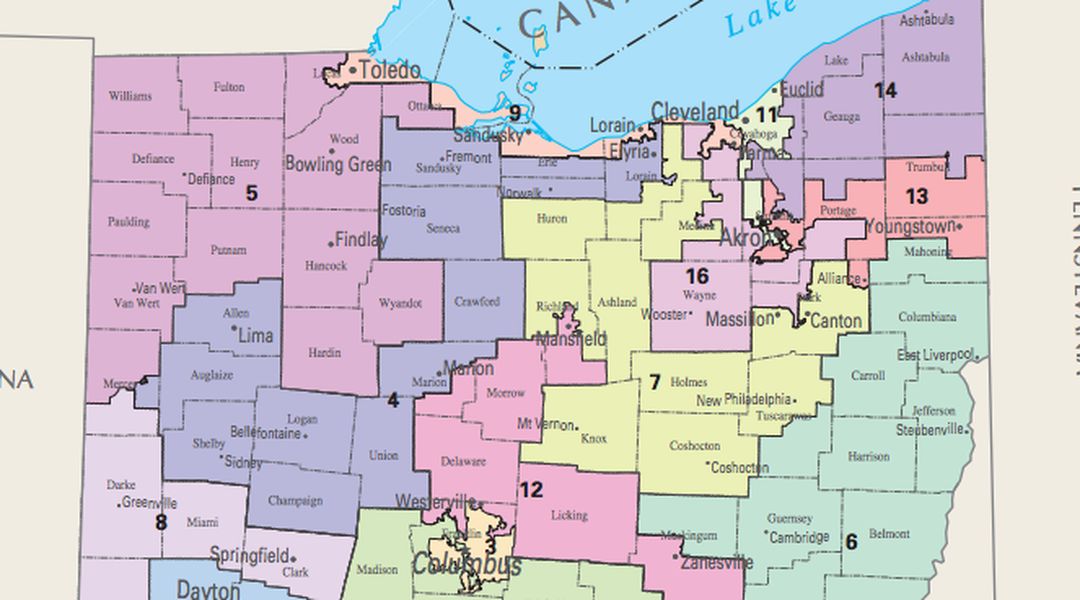 CANA
Lake
Ashtabula
Ashtabula
Lake
14
Geauga
Toledo
Williams
Fulton
Ottawa
9
Sandusky
Lorain
Cleveland
11
Euclid
Cuyahoga
Parma
Elyria
Lorain
Wood
Bowling Green
Defiance
Henry
Defiance
5
Fremont
Sandusky
Erie
Norwalk
Trumbull
13
Paulding
Putnam
Findlay
Hancock
Fostoria
Seneca
Huron
Medina
Akron
Portage
Youngstown
Mahoning
PENNSYLVANIA
Van Wert
Van Wert
Allen
Lima
Wyandot
Crawford
Richland
Ashland
16
Wayne
Wooster
Massillon
Stark
Canton
Alliance
Columbiana
East Liverpool
NA
Mercer
Auglaize
Hardin
Marion
Marion
4
Mansfield
Morrow
Mt Vernon
Knox
7
Holmes
New Philadelphia
Tuscarawas
Carroll
Jefferson
Steubenville
Logan
Bellefontaine
Shelby
Sidney
Union
Delaware
Coshocton
Coshocton
Harrison
Darke
Greenville
8
Miami
Champaign
Westerville
12
Licking
Muskingum
Guernsey
Cambridge
6
Belmont
Springfield
Clark
Madison
Franklin
3
Columbus
Zanesville
Dayton